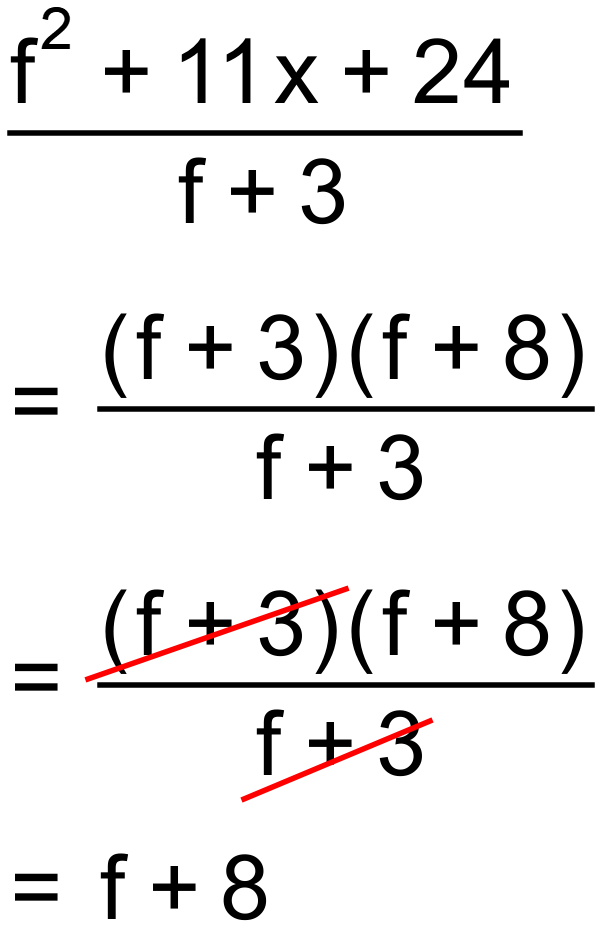 f² + 11x + 24
f + 3
= (f + 3)(f + 8)
f + 3
= (f + 3)(f + 8)
f + 3
= f + 8